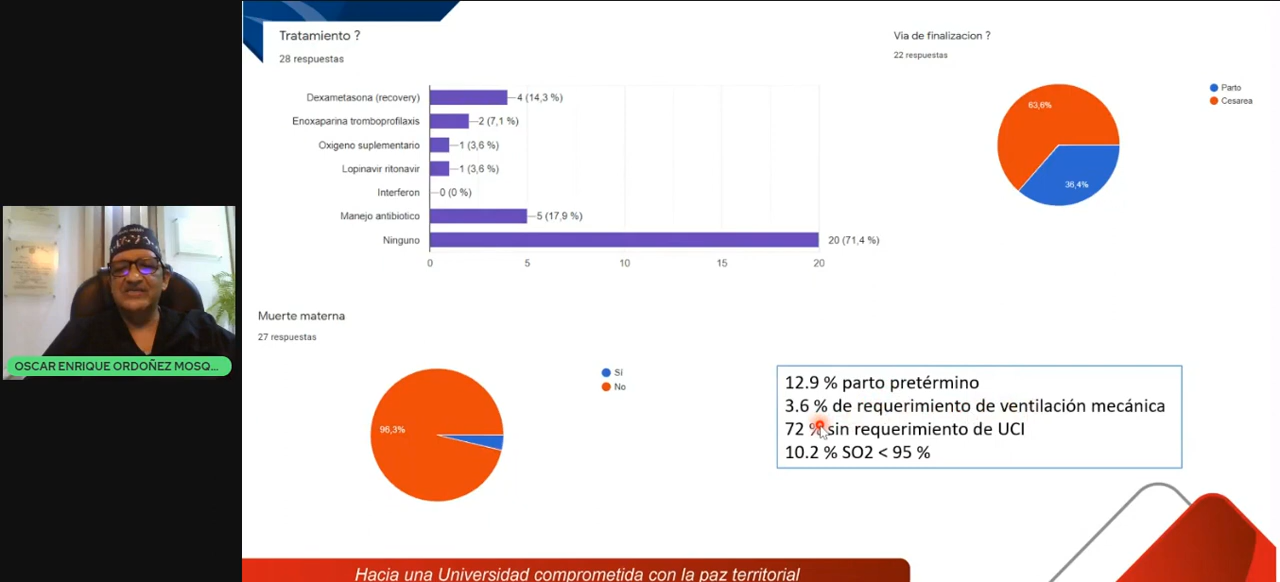 Tratamiento ?
28 respuestas
Dexametasona (recovery)
4 (14,3 %)
Enoxaparina tromboprofilaxis
2 (7,1 %)
Oxigeno suplementario
1 (3,6 %)
Lopinavir ritonavir
1 (3,6 %)
Interferon
0 (0 %)
Manejo antibiotico
5 (17,9 %)
Ninguno
20 (71,4 %)
0 5 10 15 20
Via de finalizacion ?
22 respuestas
63,6%
36,4%
Parto
Cesarea
OSCAR ENRIQUE ORDOÑEZ MOSQ...
Muerte materna
27 respuestas
96,3%
Sí
No
12.9 % parto pretérmino
3.6 % de requerimiento de ventilación mecánica
72 % sin requerimiento de UCI
10.2 % SO2 < 95 %
Hacia una Universidad comprometida con la paz territorial